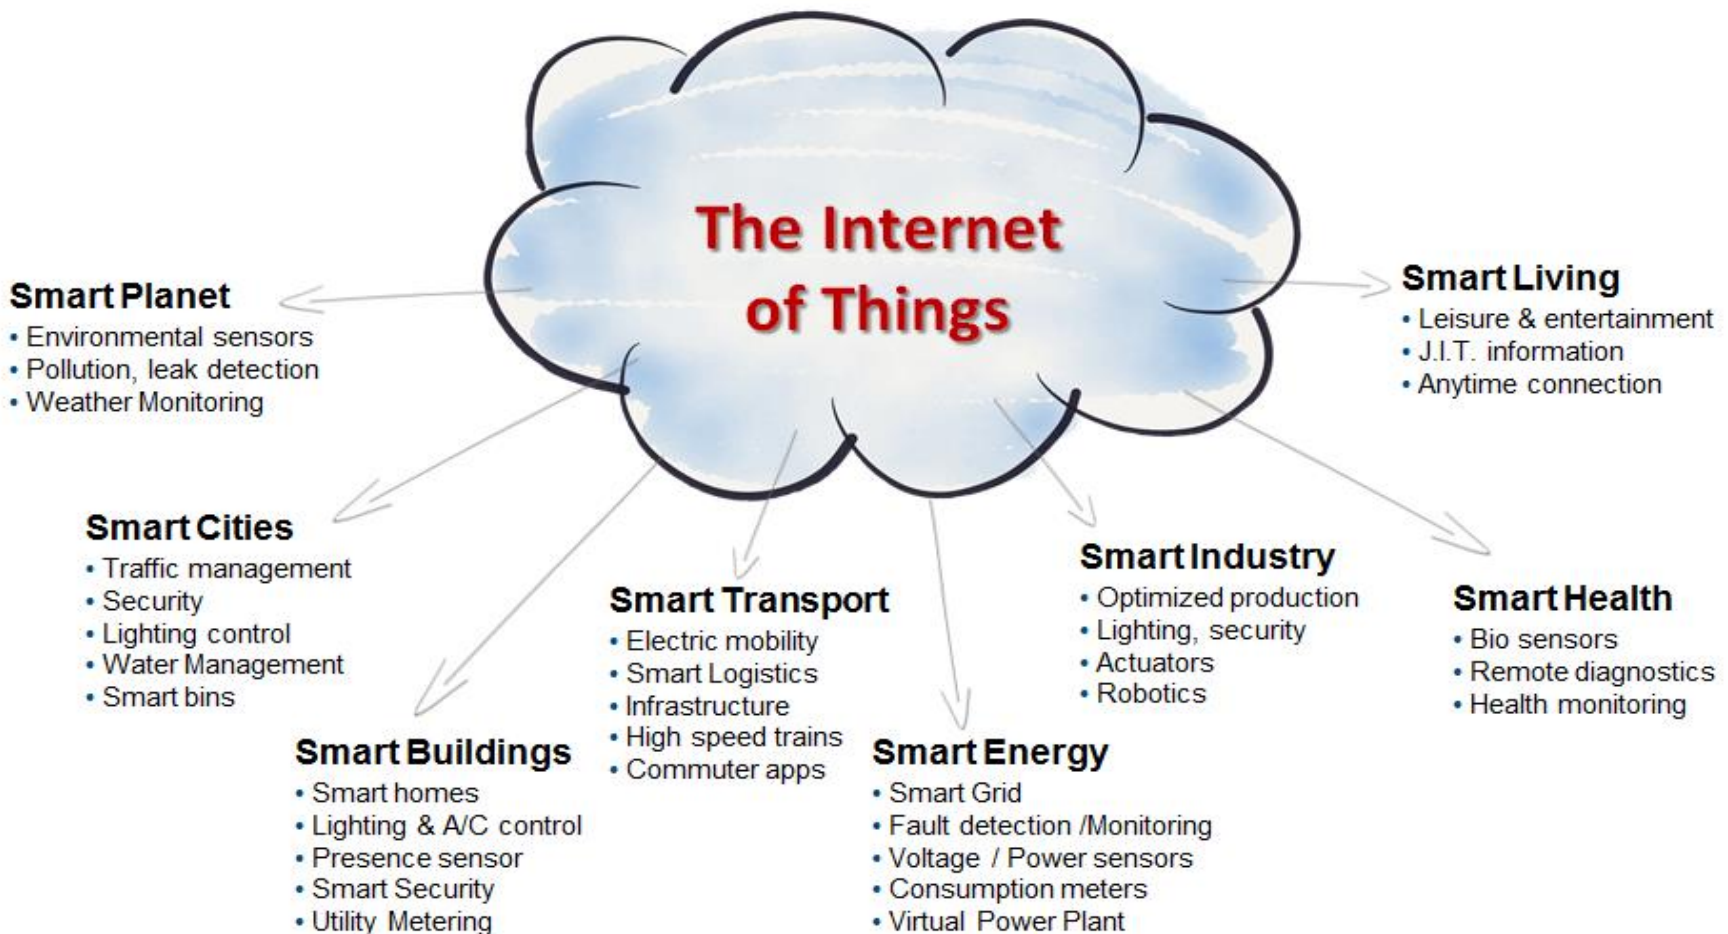 The Internet
of Things
Smart Planet
• Environmental sensors
• Pollution, leak detection
• Weather Monitoring
Smart Living
• Leisure & entertainment
• J.I.T. information
• Anytime connection
Smart Cities
• Traffic management
• Security
• Lighting control
• Water Management
• Smart bins
Smart Buildings
• Smart homes
• Lighting & A/C control
• Presence sensor
• Smart Security
• Utility Metering
Smart Transport
• Electric mobility
• Smart Logistics
• Infrastructure
• High speed trains
• Commuter apps
Smart Energy
• Smart Grid
• Fault detection /Monitoring
• Voltage / Power sensors
• Consumption meters
• Virtual Power Plant
Smart Industry
• Optimized production
• Lighting, security
• Actuators
• Robotics
Smart Health
• Bio sensors
• Remote diagnostics
• Health monitoring